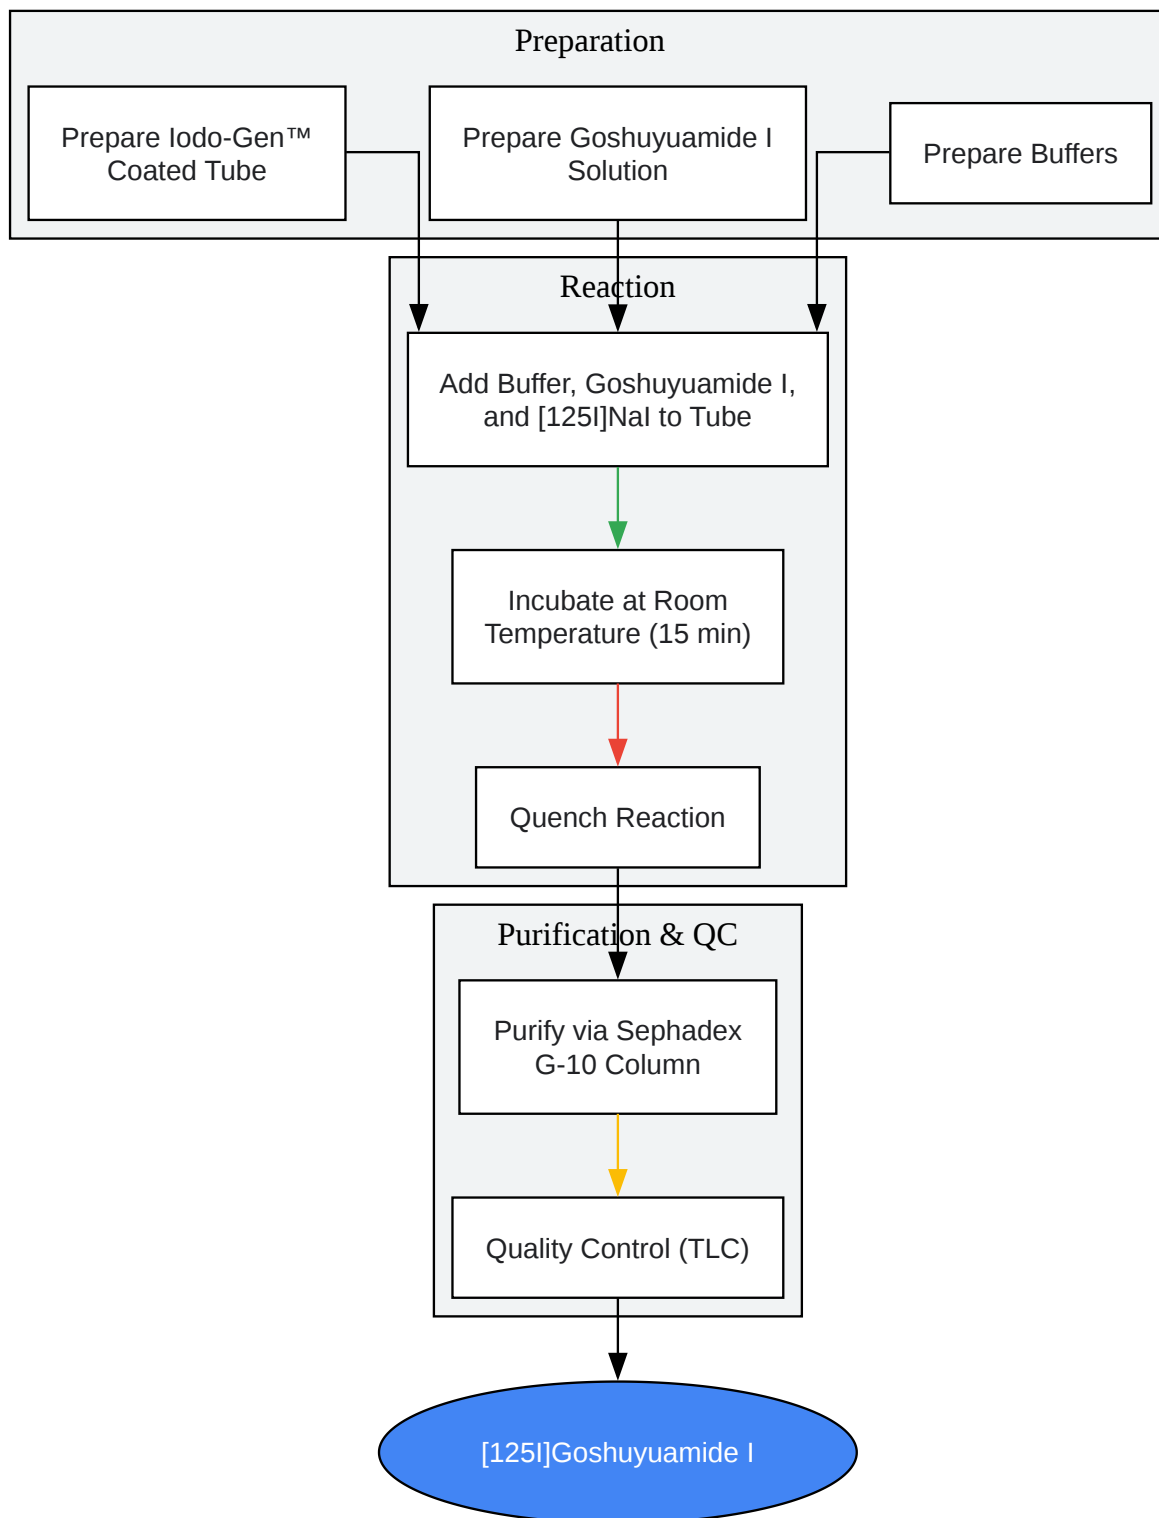 Preparation
Prepare Iodo-Gen™
Coated Tube
Prepare Goshuyuamide I
Solution
Prepare Buffers
Reaction
Add Buffer, Goshuyuamide I,
and [125I]NaI to Tube
Incubate at Room
Temperature (15 min)
Quench Reaction
Purification & QC
Purify via Sephadex
G-10 Column
Quality Control (TLC)
[125I]Goshuyuamide I